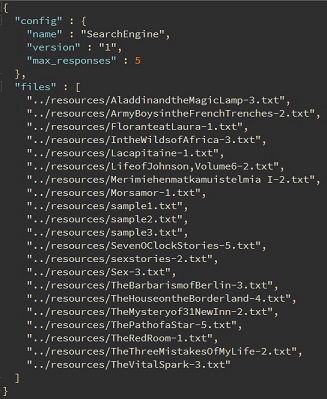 {
"config" : {
"name" : "SearchEngine",
"version" : "1",
"max_responses" : 5
},
"files" : [
"../resources/AladdinandtheMagicLamp-3.txt",
"../resources/ArmyBoysintheFrenchTrenches-2.txt",
"../resources/FloranteatLaura-1.txt",
"../resources/IntheWildsofAfrica-3.txt",
"../resources/Lacapitaine-1.txt",
"../resources/LifeofJohnson,Volume6-2.txt",
"../resources/Merimiehenmatkamuistelmia I-2.txt",
"../resources/Morsamor-1.txt",
"../resources/sample1.txt",
"../resources/sample2.txt",
"../resources/sample3.txt",
"../resources/SevenOClockStories-5.txt",
"../resources/sexstories-2.txt",
"../resources/Sex-3.txt",
"../resources/TheBarbarismofBerlin-3.txt",
"../resources/TheHouseontheBorderland-4.txt",
"../resources/TheMysteryof31NewInn-2.txt",
"../resources/ThePathofaStar-5.txt",
"../resources/TheRedRoom-1.txt",
"../resources/TheThreeMistakesOfMyLife-2.txt",
"../resources/TheVitalSpark-3.txt"
]
}